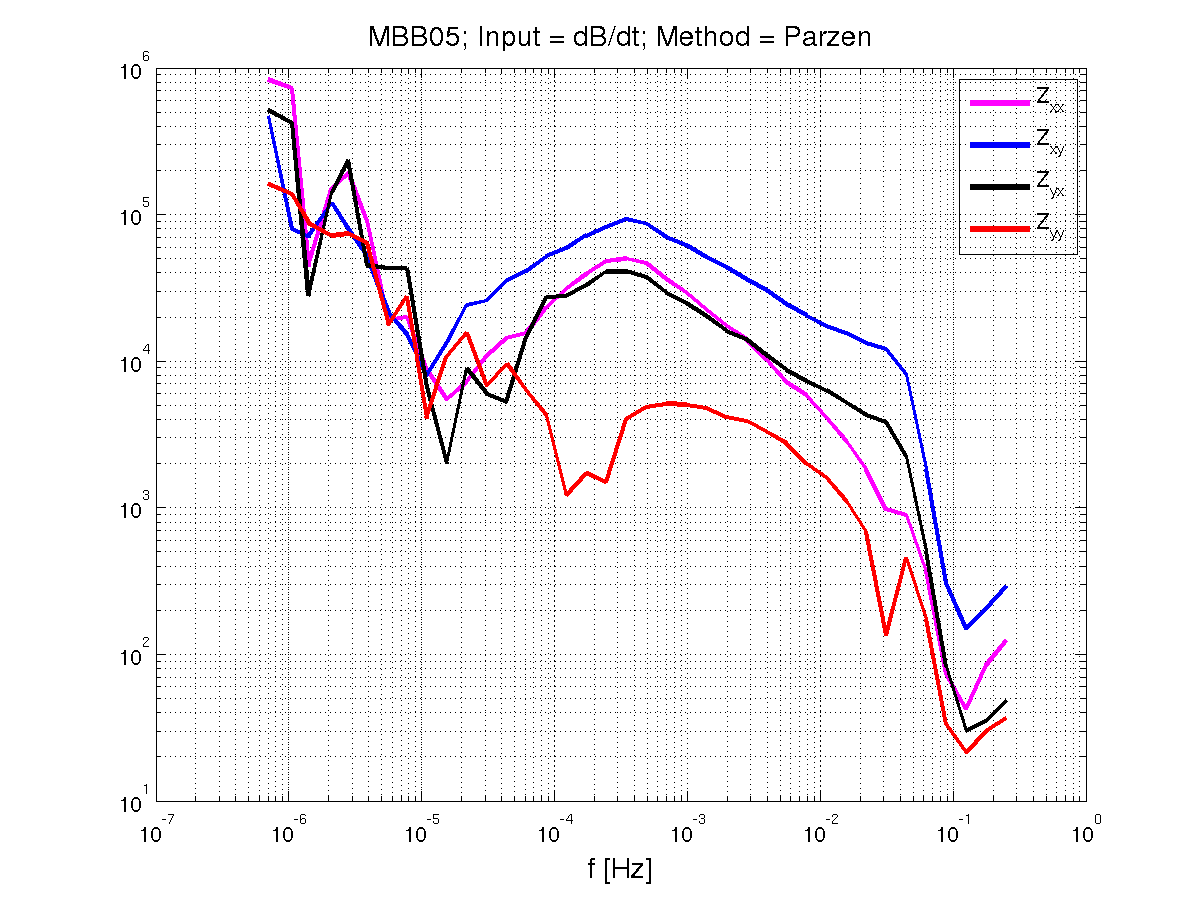 MBB05; Input = dB/dt; Method = Parzen
10^6
10^5
10^4
10^3
10^2
10^1
Z_xx
Z_xy
Z_yx
Z_yy
10^-7 10^-6 10^-5 10^-4 10^-3 10^-2 10^-1 10^0
f [Hz]